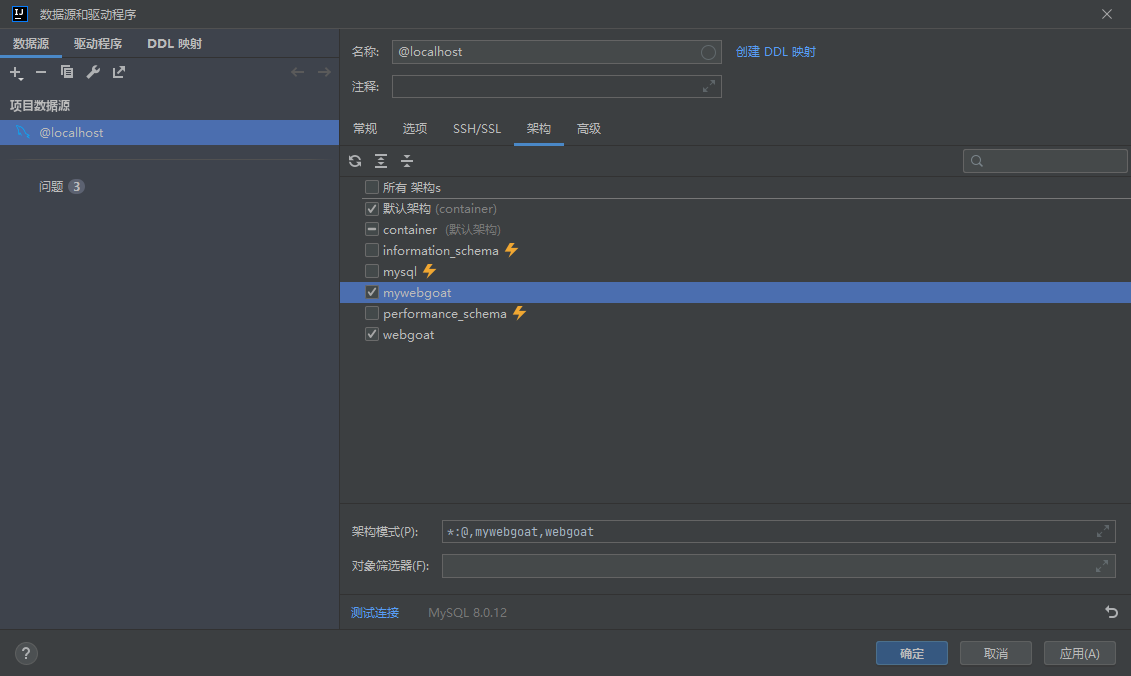 IJ 数据源和驱动程序
数据源 驱动程序 DDL 映射
项目数据源
@localhost
问题 3
名称: @localhost 创建 DDL 映射
注释:
常规 选项 SSH/SSL 架构 高级
所有 架构s
默认架构 (container)
container (默认架构)
information_schema
mysql
mywebgoat
performance_schema
webgoat
架构模式(P): *:@,mywebgoat,webgoat
对象筛选器(F):
测试连接 MySQL 8.0.12
? 确定 取消 应用(A)